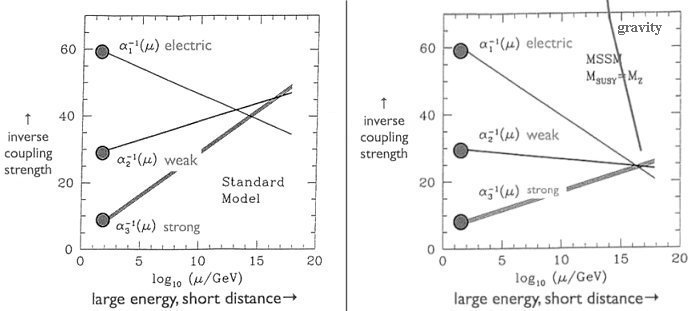 60
40
20
0
↑
inverse
coupling
strength
α₁⁻¹(μ) electric
α₂⁻¹(μ) weak
α₃⁻¹(μ) strong
Standard
Model
0 5 10 15 20
log₁₀ (μ/GeV)
large energy, short distance→
60
40
20
0
↑
inverse
coupling
strength
gravity
α₁⁻¹(μ) electric
MSSM
M_SUSY=M_Z
α₂⁻¹(μ) weak
α₃⁻¹(μ) strong
0 5 10 15 20
log₁₀ (μ/GeV)
large energy, short distance→